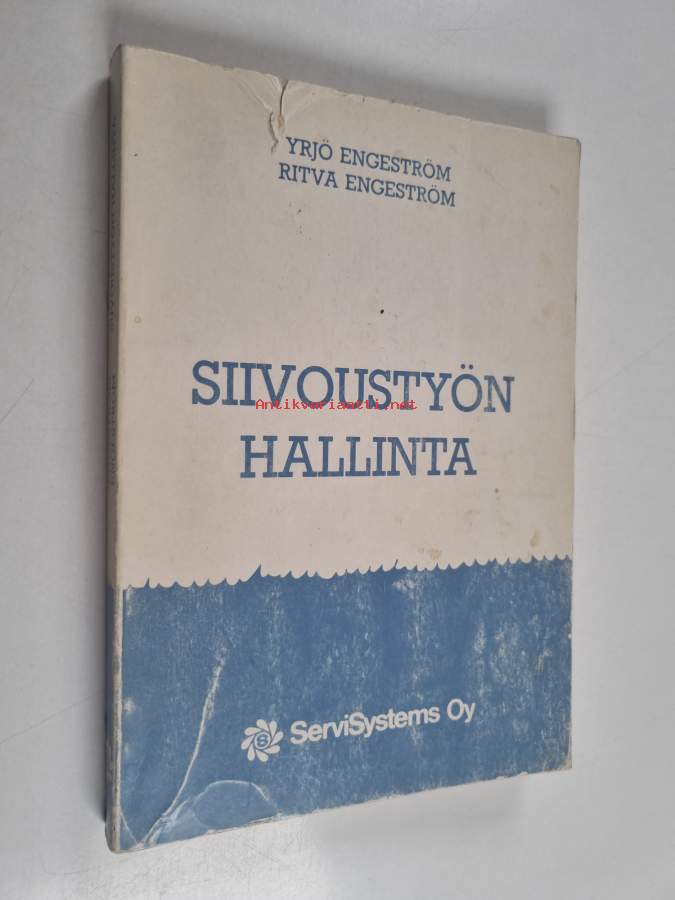 YRJÖ ENGESTRÖM
RITVA ENGESTRÖM
SIIVOUSTYÖN
Antikvariaatti.net
HALLINTA
S ServiSystems Oy